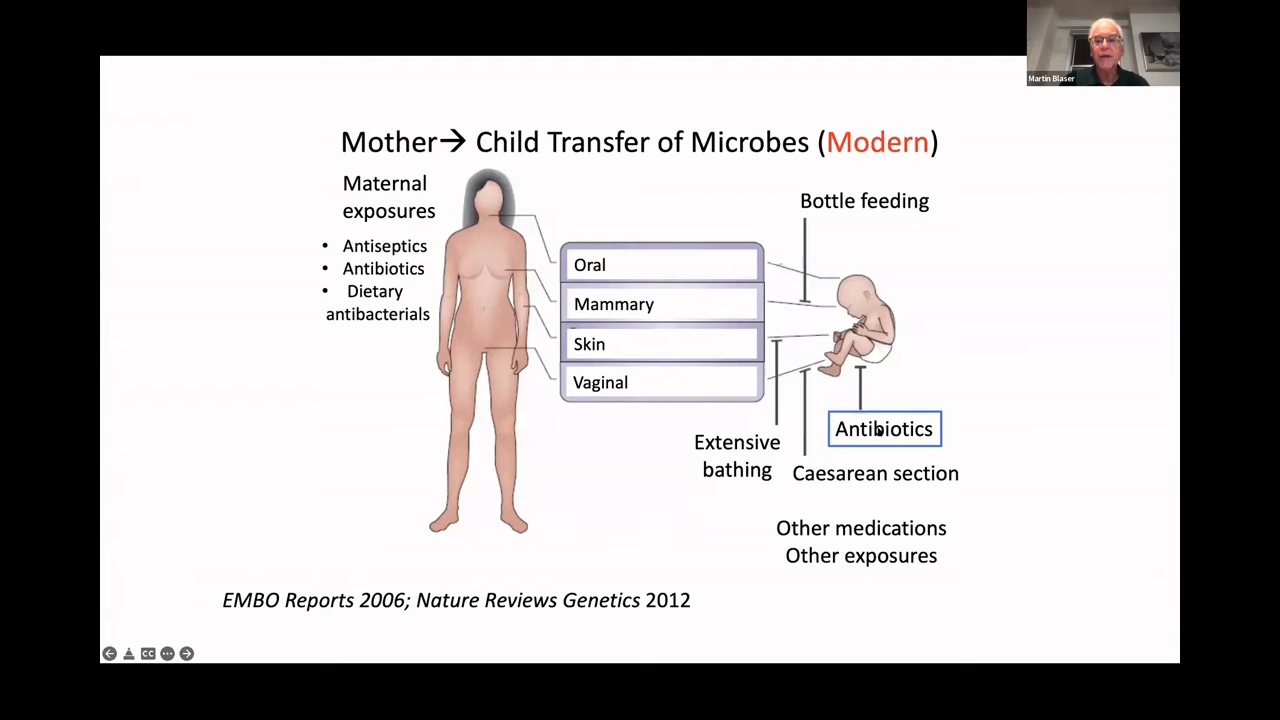 Martin Blaser
Mother→ Child Transfer of Microbes (Modern)
Maternal
exposures
• Antiseptics
• Antibiotics
• Dietary
antibacterials
Oral
Mammary
Skin
Vaginal
Bottle feeding
Extensive
bathing
Antibiotics
Caesarean section
Other medications
Other exposures
EMBO Reports 2006; Nature Reviews Genetics 2012
CC